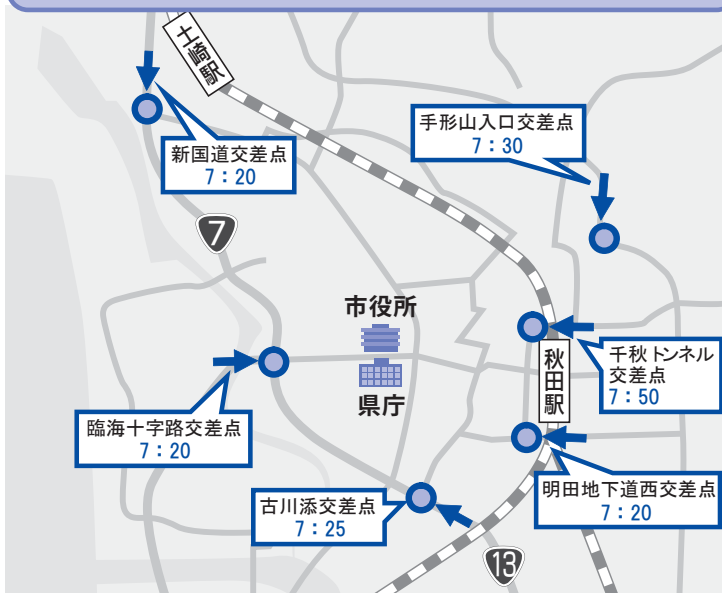 土崎駅
新国道交差点
7：20
手形山入口交差点
7：30
7
市役所
県庁
千秋トンネル
交差点
7：50
秋田駅
臨海十字路交差点
7：20
古川添交差点
7：25
明田地下道西交差点
7：20
13